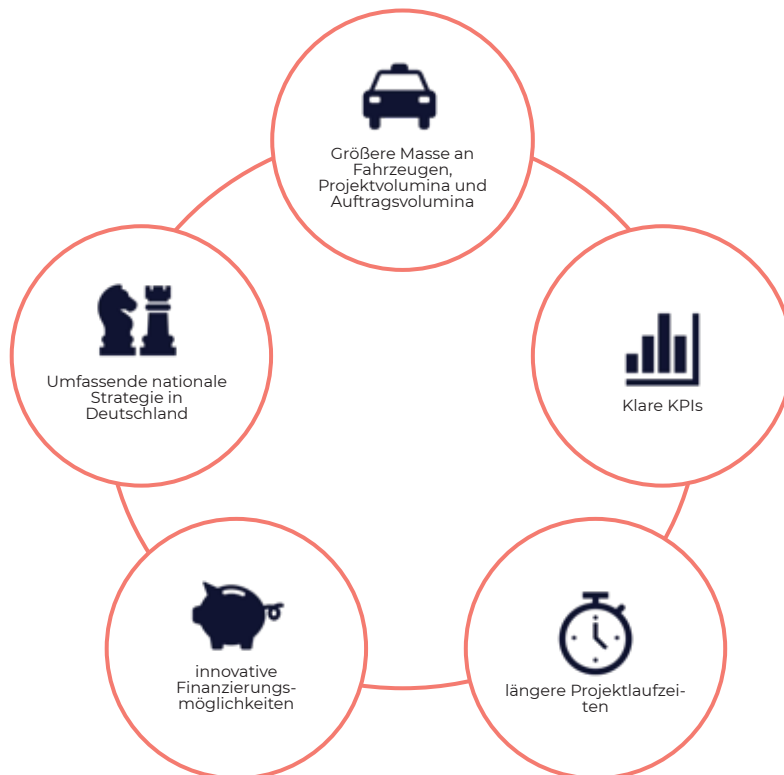 Größere Masse an
Fahrzeugen,
Projektvolumina und
Auftragsvolumina
Umfassende nationale
Strategie in
Deutschland
Klare KPIs
innovative
Finanzierungs-
möglichkeiten
längere Projektlaufzei-
ten